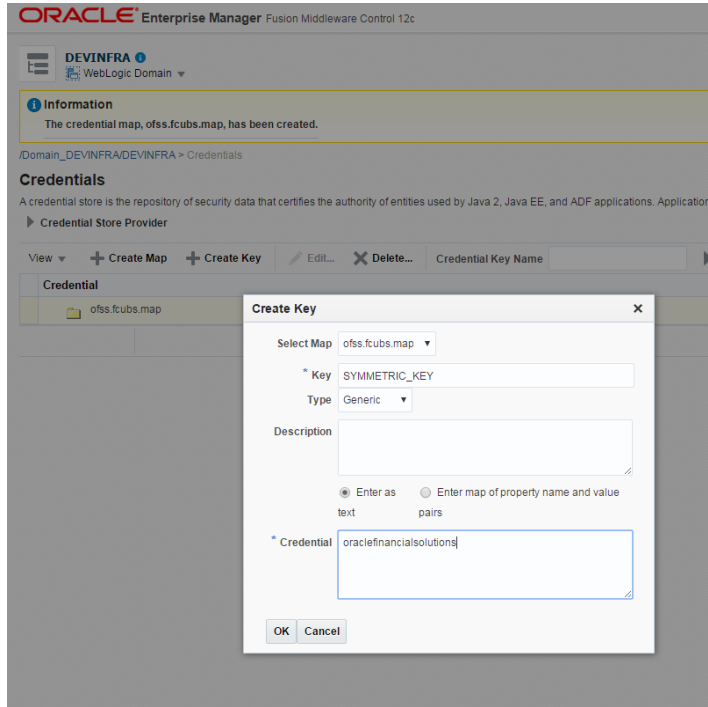 ORACLE Enterprise Manager Fusion Middleware Control 12c
DEVINFRA
WebLogic Domain
Information
The credential map, ofss.fcubs.map, has been created.
/Domain_DEVINFRA/DEVINFRA > Credentials
Credentials
A credential store is the repository of security data that certifies the authority of entities used by Java 2, Java EE, and ADF applications. Application
Credential Store Provider
View Create Map Create Key Edit... Delete... Credential Key Name
Credential
ofss.fcubs.map
Create Key
Select Map ofss.fcubs.map
* Key SYMMETRIC_KEY
Type Generic
Description
Enter as text
Enter map of property name and value pairs
* Credential oraclefinancialsolutions
OK Cancel